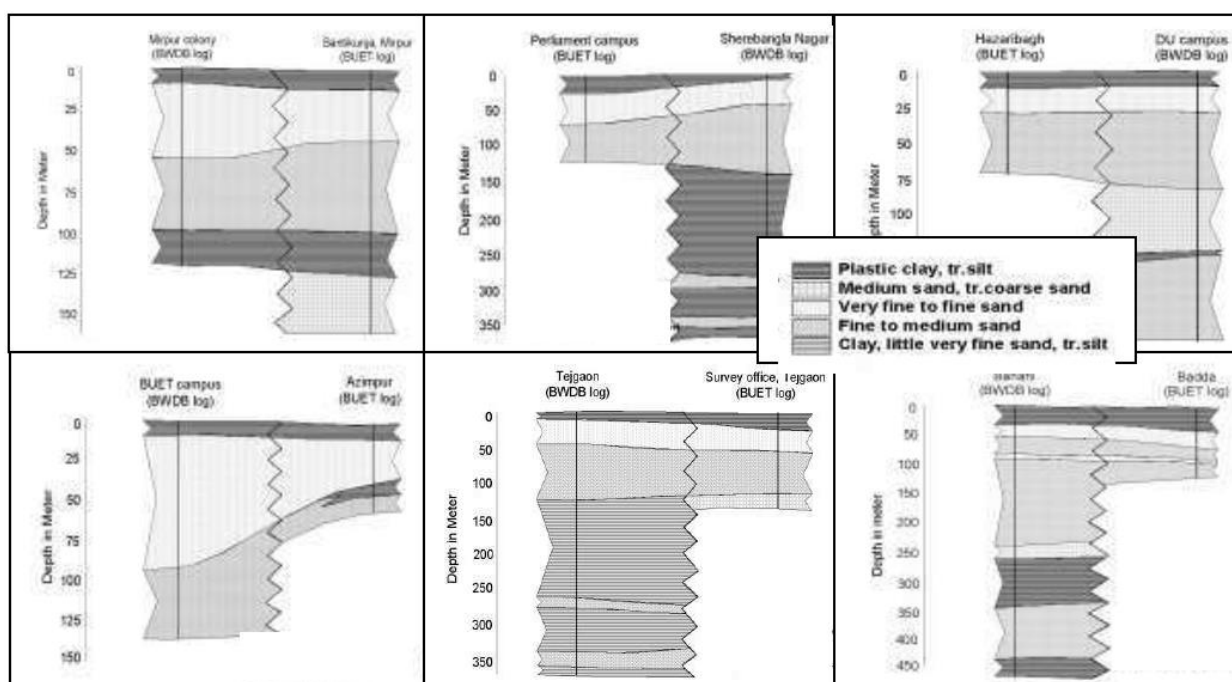 Mirpur colony
(BWDB log)
Mirpur
(BUET log)
0
25
50
75
100
125
150
Depth in Meter
Parliament campus
(BUET log)
Sherebangla Nagar
(BWDB log)
0
50
100
150
200
250
300
350
Depth in Meter
Hazaribagh
(BUET log)
DU campus
(BWDB log)
0
25
50
75
100
Plastic clay, tr.silt
Medium sand, tr.coarse sand
Very fine to fine sand
Fine to medium sand
Clay, little very fine sand, tr.silt
BUET campus
(BWDB log)
Azimpur
(BUET log)
0
25
50
75
100
125
150
Depth in Meter
Tejgaon
(BWDB log)
Survey office, Tejgaon
(BUET log)
0
50
100
150
200
250
300
350
Depth in Meter
(BWDB log)
Badda
(BUET log)
0
50
100
150
200
250
300
350
400
450
Depth in meter